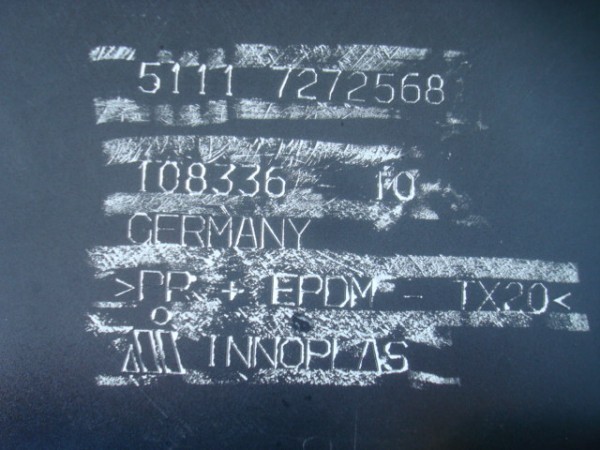 5111 7272568
108336 10
GERMANY
>PP + EPDM - TX20<
INNOPLAS